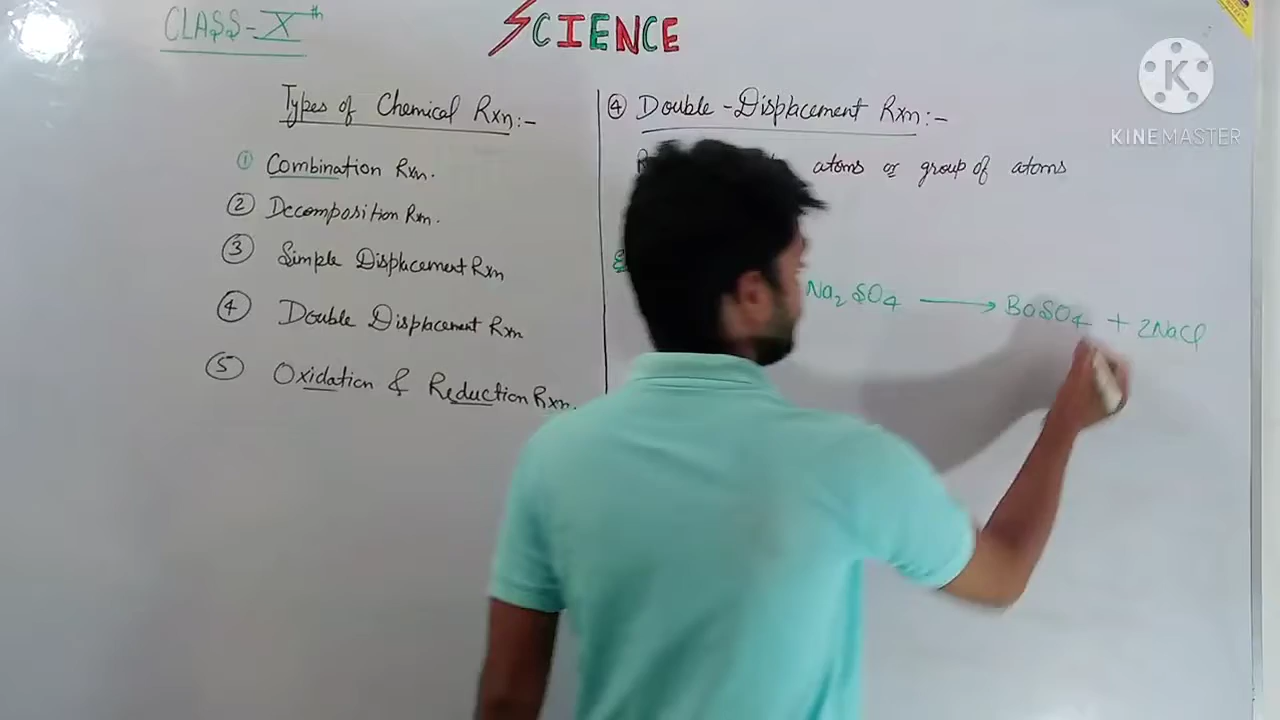 CLASS-Xth
SCIENCE
KINEMASTER
Types of Chemical Rxn:-
① Combination Rxn.
② Decomposition Rxn.
③ Simple Displacement Rxn
④ Double Displacement Rxn
⑤ Oxidation & Reduction Rxn.
④ Double-Displacement Rxn:-
atoms or group of atoms
Na₂SO₄ ⟶ BaSO₄ + 2NaCl